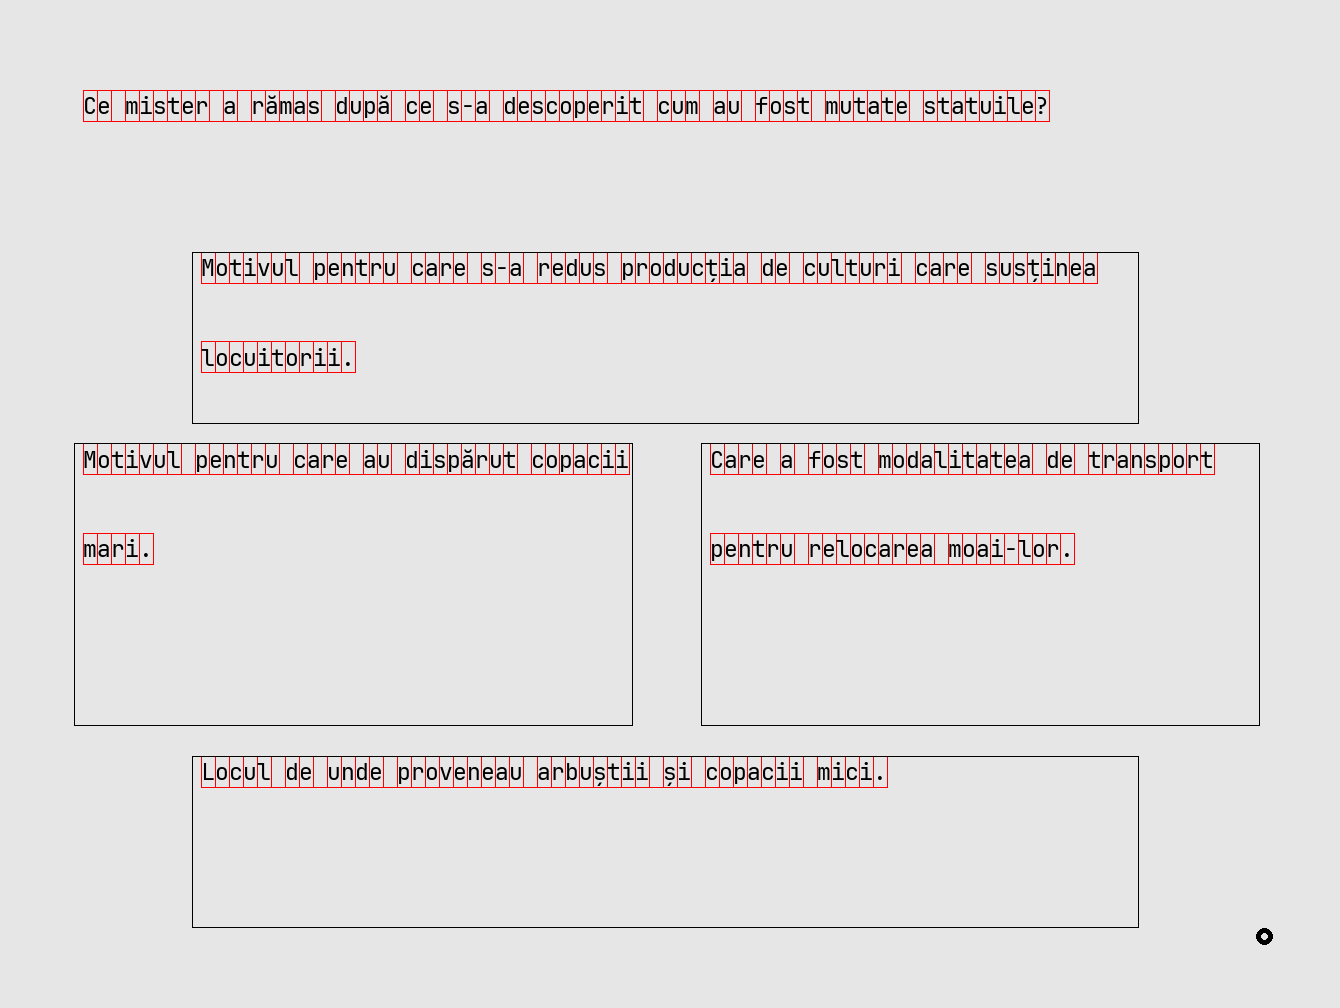 Ce mister a rămas după ce s-a descoperit cum au fost mutate statuile?
Motivul pentru care s-a redus producția de culturi care susținea
locuitorii.
Motivul pentru care au dispărut copacii
mari.
Care a fost modalitatea de transport
pentru relocarea moai-lor.
Locul de unde proveneau arbuștii și copacii mici.